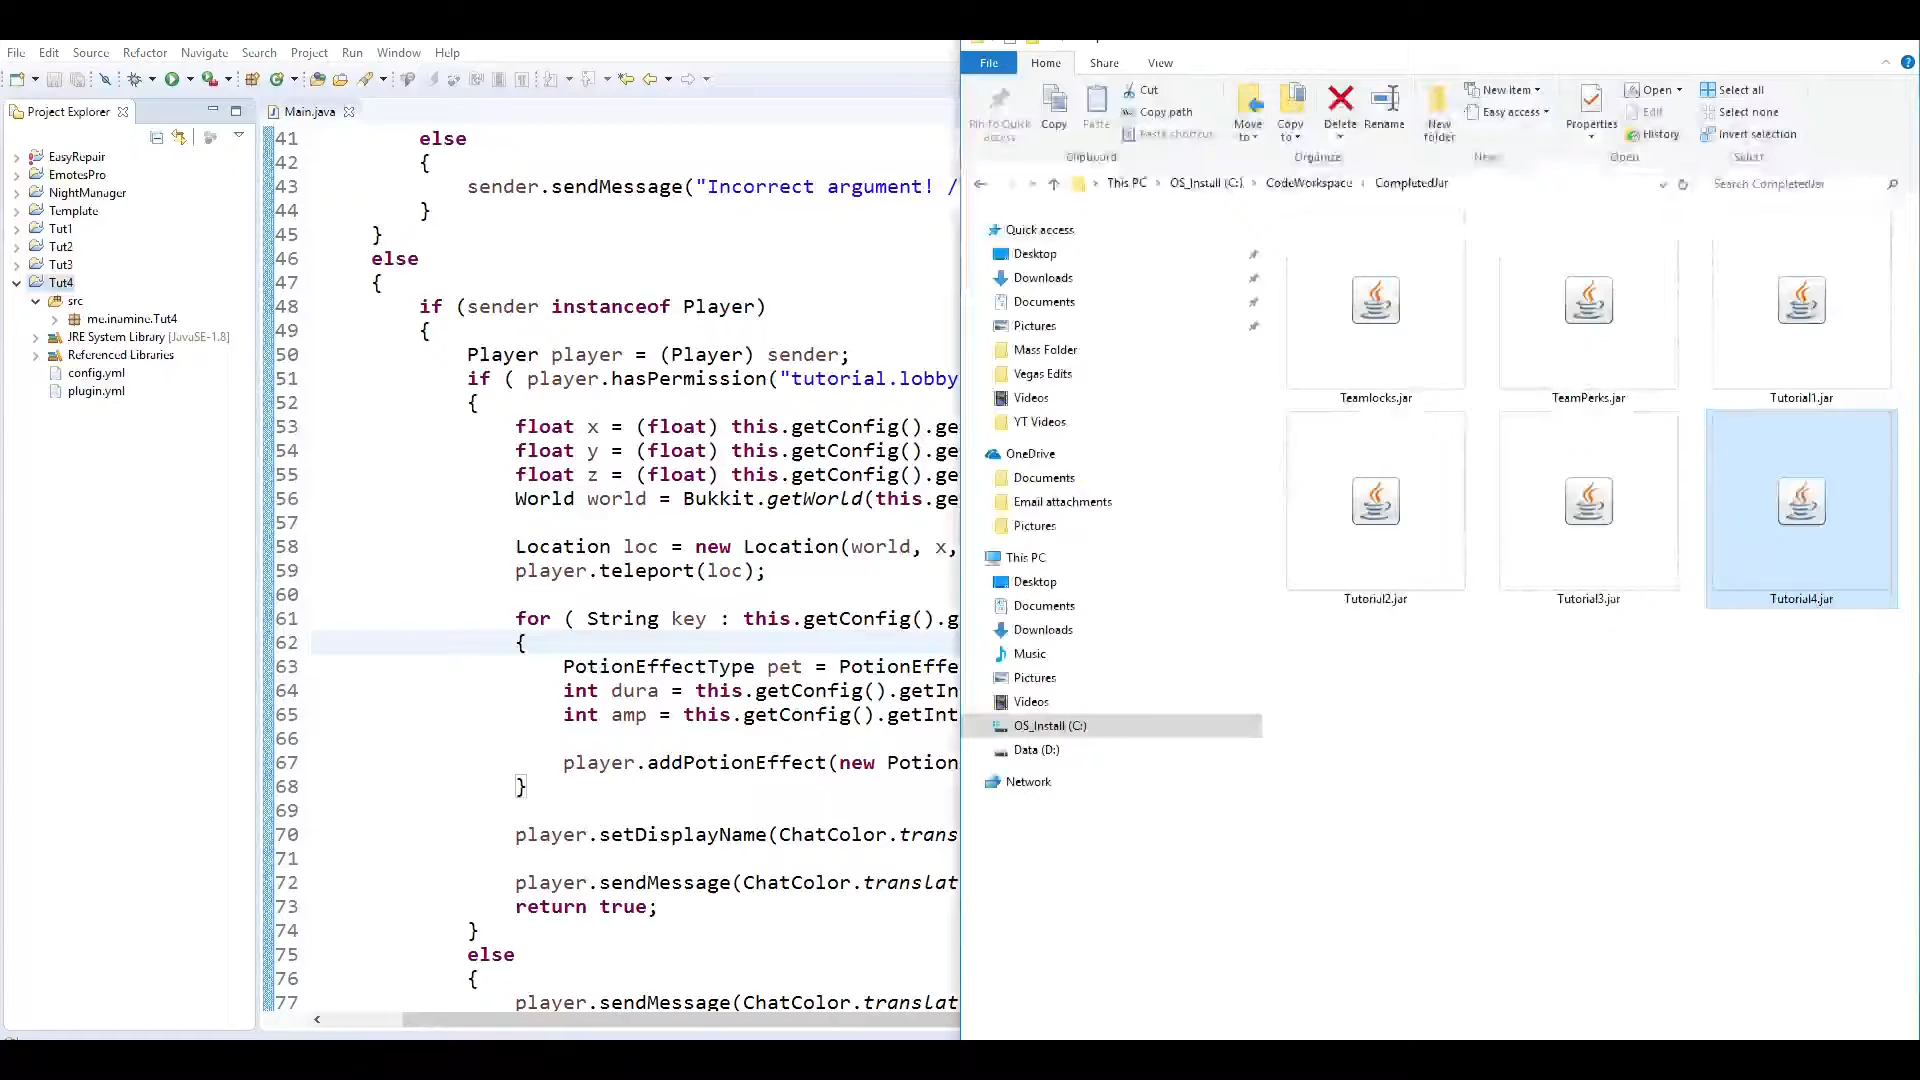 File Edit Source Refactor Navigate Search Project Run Window Help
Project Explorer
EasyRepair
EmotesPro
NightManager
Template
Tut1
Tut2
Tut3
Tut4
src
me.inamine.Tut4
JRE System Library [JavaSE-1.8]
Referenced Libraries
config.yml
plugin.yml
Main.java
41 else
42 {
43 sender.sendMessage("Incorrect argument! /
44 }
45 }
46 else
47 {
48 if (sender instanceof Player)
49 {
50 Player player = (Player) sender;
51 if ( player.hasPermission("tutorial.lobby
52 {
53 float x = (float) this.getConfig().ge
54 float y = (float) this.getConfig().ge
55 float z = (float) this.getConfig().ge
56 World world = Bukkit.getWorld(this.ge
57
58 Location loc = new Location(world, x,
59 player.teleport(loc);
60
61 for ( String key : this.getConfig().g
62 {
63 PotionEffectType pet = PotionEffe
64 int dura = this.getConfig().getIn
65 int amp = this.getConfig().getInt
66
67 player.addPotionEffect(new Potion
68 }
69
70 player.setDisplayName(ChatColor.trans
71
72 player.sendMessage(ChatColor.translat
73 return true;
74 }
75 else
76 {
77 player.sendMessage(ChatColor.translat
File Home Share View
Pin to Quick access
Copy
Paste
Cut
Copy path
Paste shortcut
Clipboard
Move to
Copy to
Delete
Rename
Organize
New folder
New item
Easy access
New
Properties
Open
Edit
History
Open
Select all
Select none
Invert selection
Select
This PC > OS_Install (C:) > CodeWorkspace > CompletedJar
Search CompletedJar
Quick access
Desktop
Downloads
Documents
Pictures
Mass Folder
Vegas Edits
Videos
YT Videos
OneDrive
Documents
Email attachments
Pictures
This PC
Desktop
Documents
Downloads
Music
Pictures
Videos
OS_Install (C:)
Data (D:)
Network
Teamlocks.jar
TeamPerks.jar
Tutorial1.jar
Tutorial2.jar
Tutorial3.jar
Tutorial4.jar